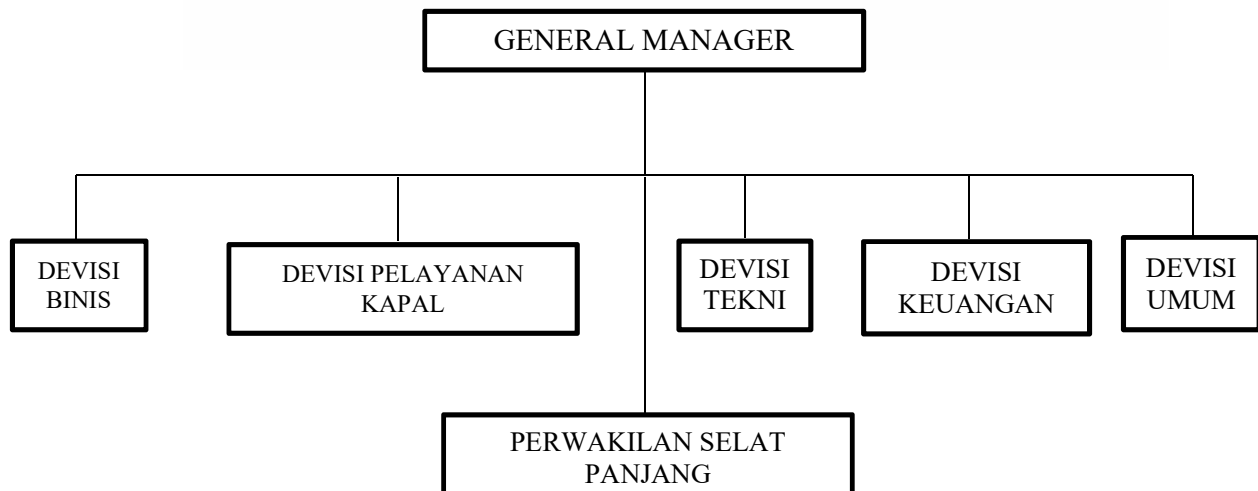 GENERAL MANAGER
DEVISI
BINIS
DEVISI PELAYANAN
KAPAL
DEVISI
TEKNI
DEVISI
KEUANGAN
DEVISI
UMUM
PERWAKILAN SELAT
PANJANG